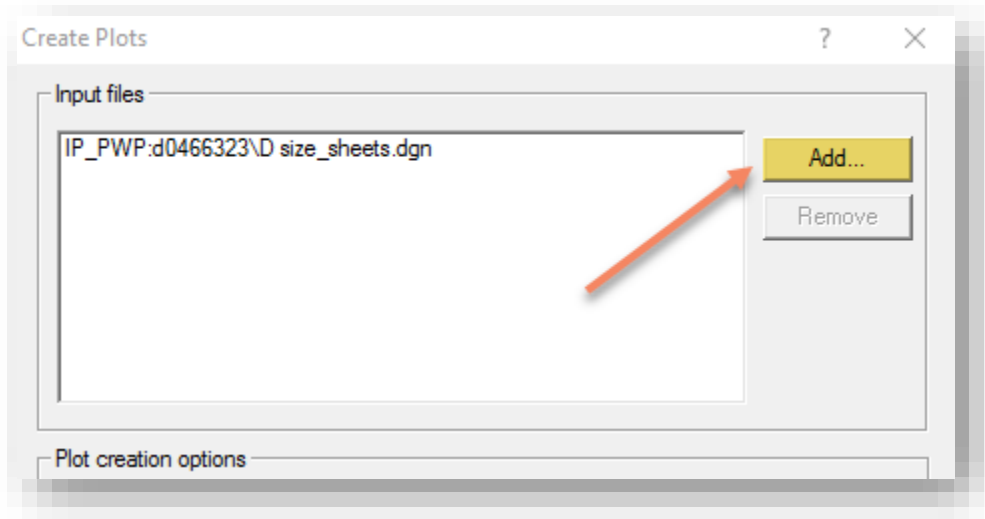 Create Plots ?
Input files
IP_PWP:d0466323\D size_sheets.dgn
Add...
Remove
Plot creation options